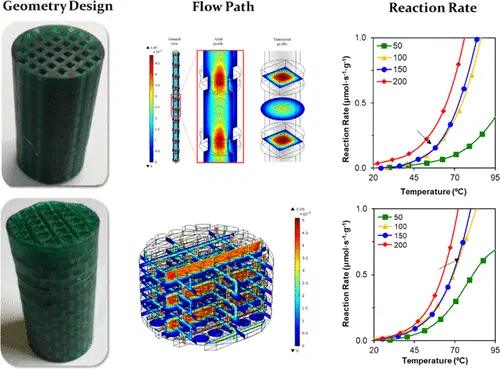 Geometry Design
Flow Path
Reaction Rate
General view
Axial profile
Transversal profile
Reaction Rate (µmol·s⁻¹·g⁻¹)
1.0
0.5
0.0
50
100
150
200
20
45
70
95
Temperature (ºC)
Reaction Rate (µmol·s⁻¹·g⁻¹)
1.0
0.5
0.0
50
100
150
200
20
45
70
95
Temperature (ºC)